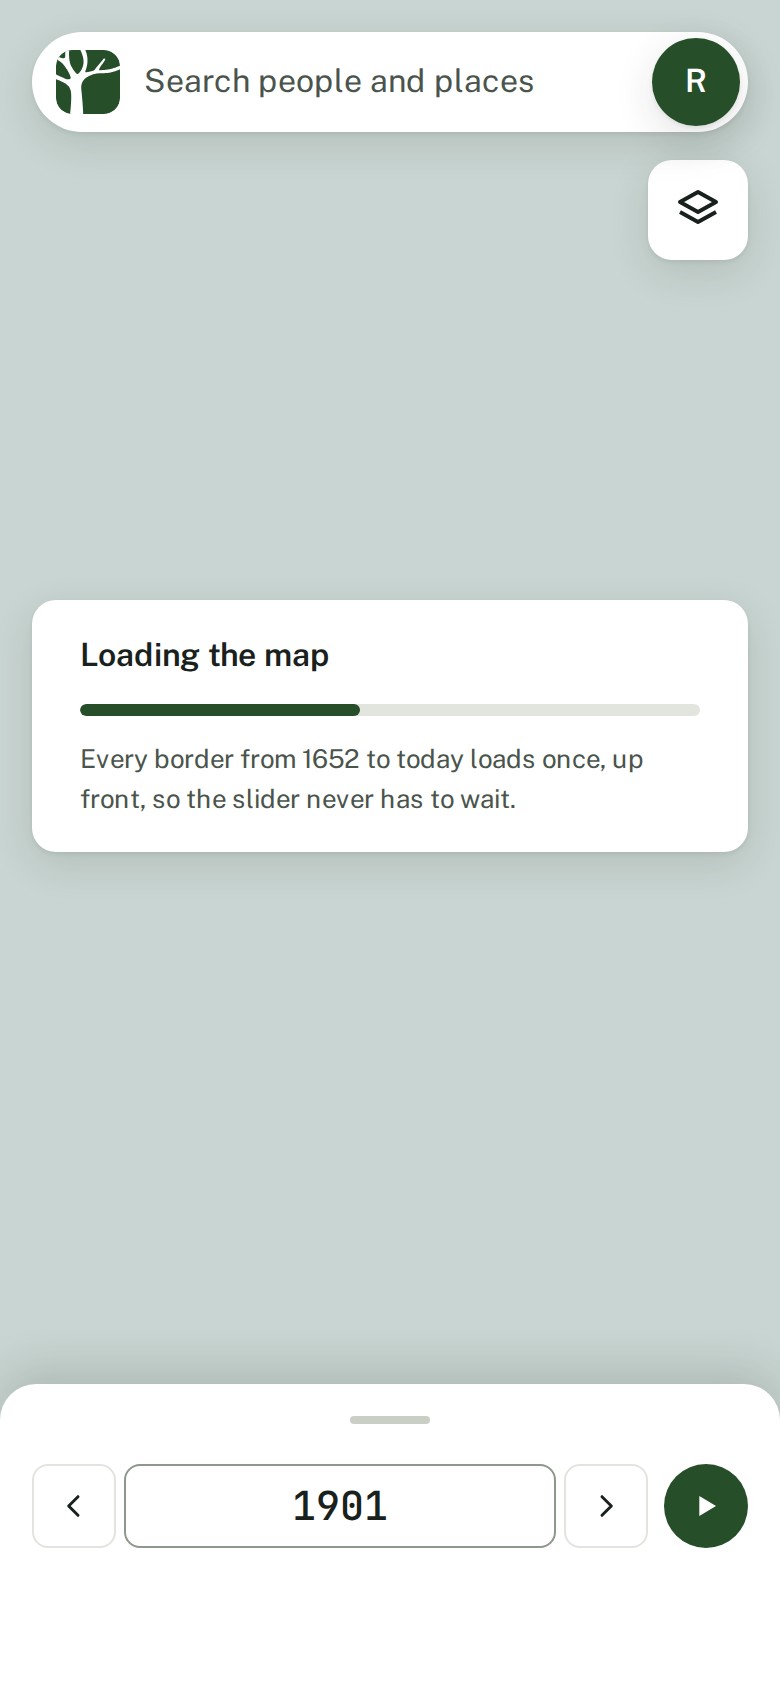 Search people and places
R
Loading the map
Every border from 1652 to today loads once, up
front, so the slider never has to wait.
1901